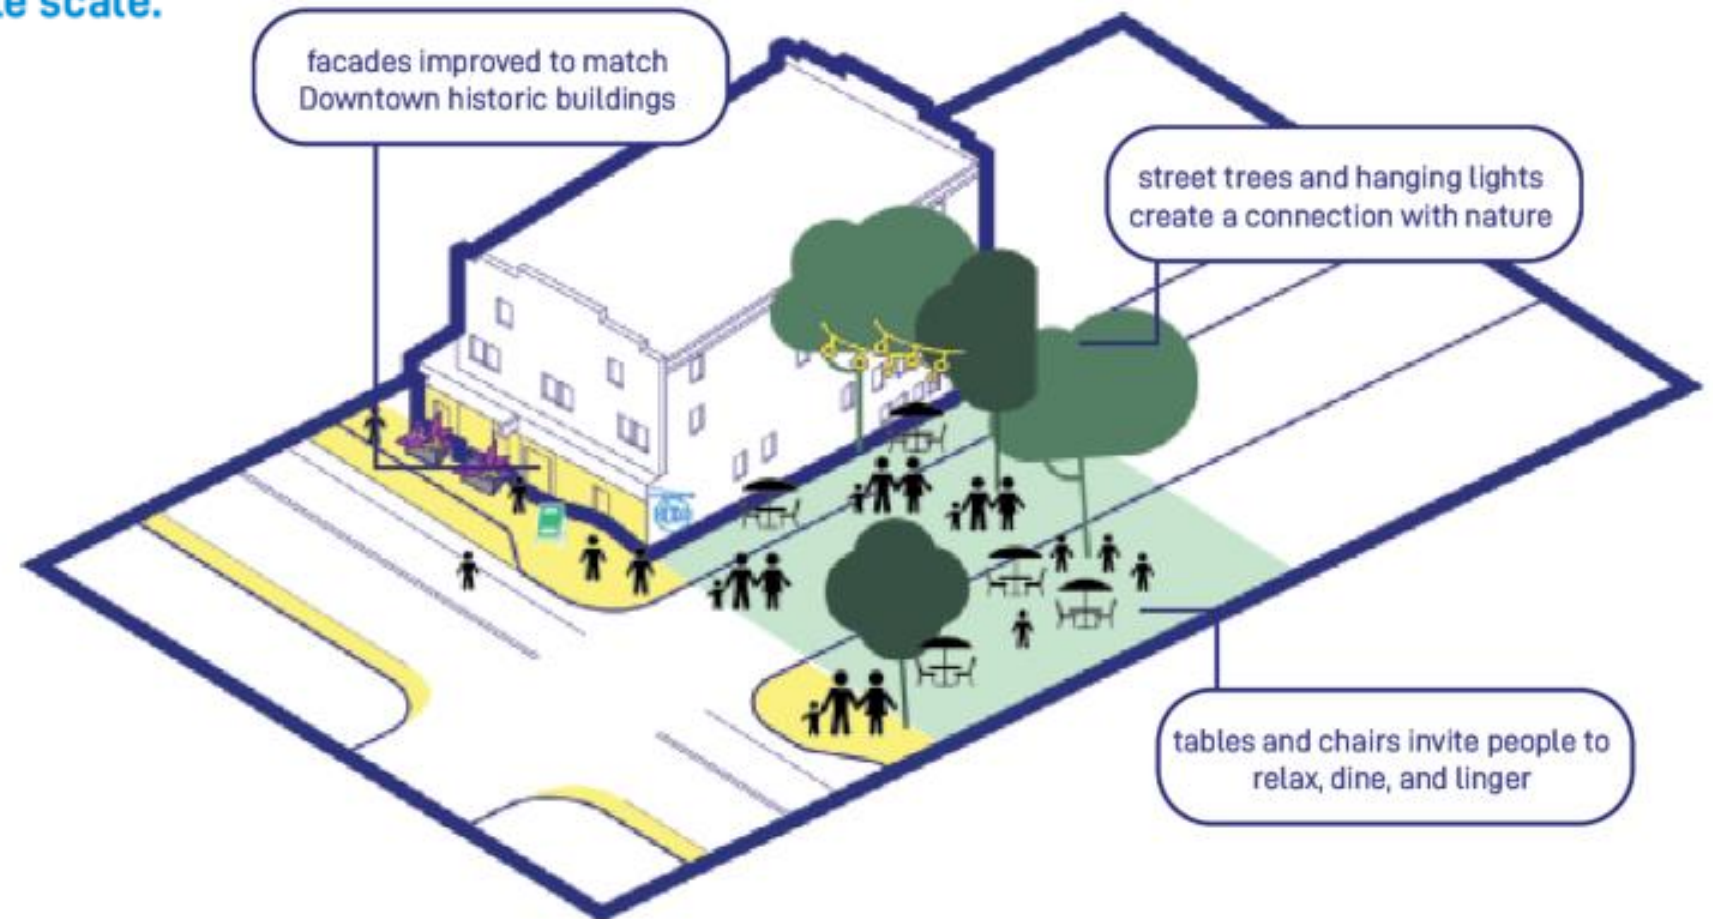 scale.
facades improved to match
Downtown historic buildings
street trees and hanging lights
create a connection with nature
tables and chairs invite people to
relax, dine, and linger